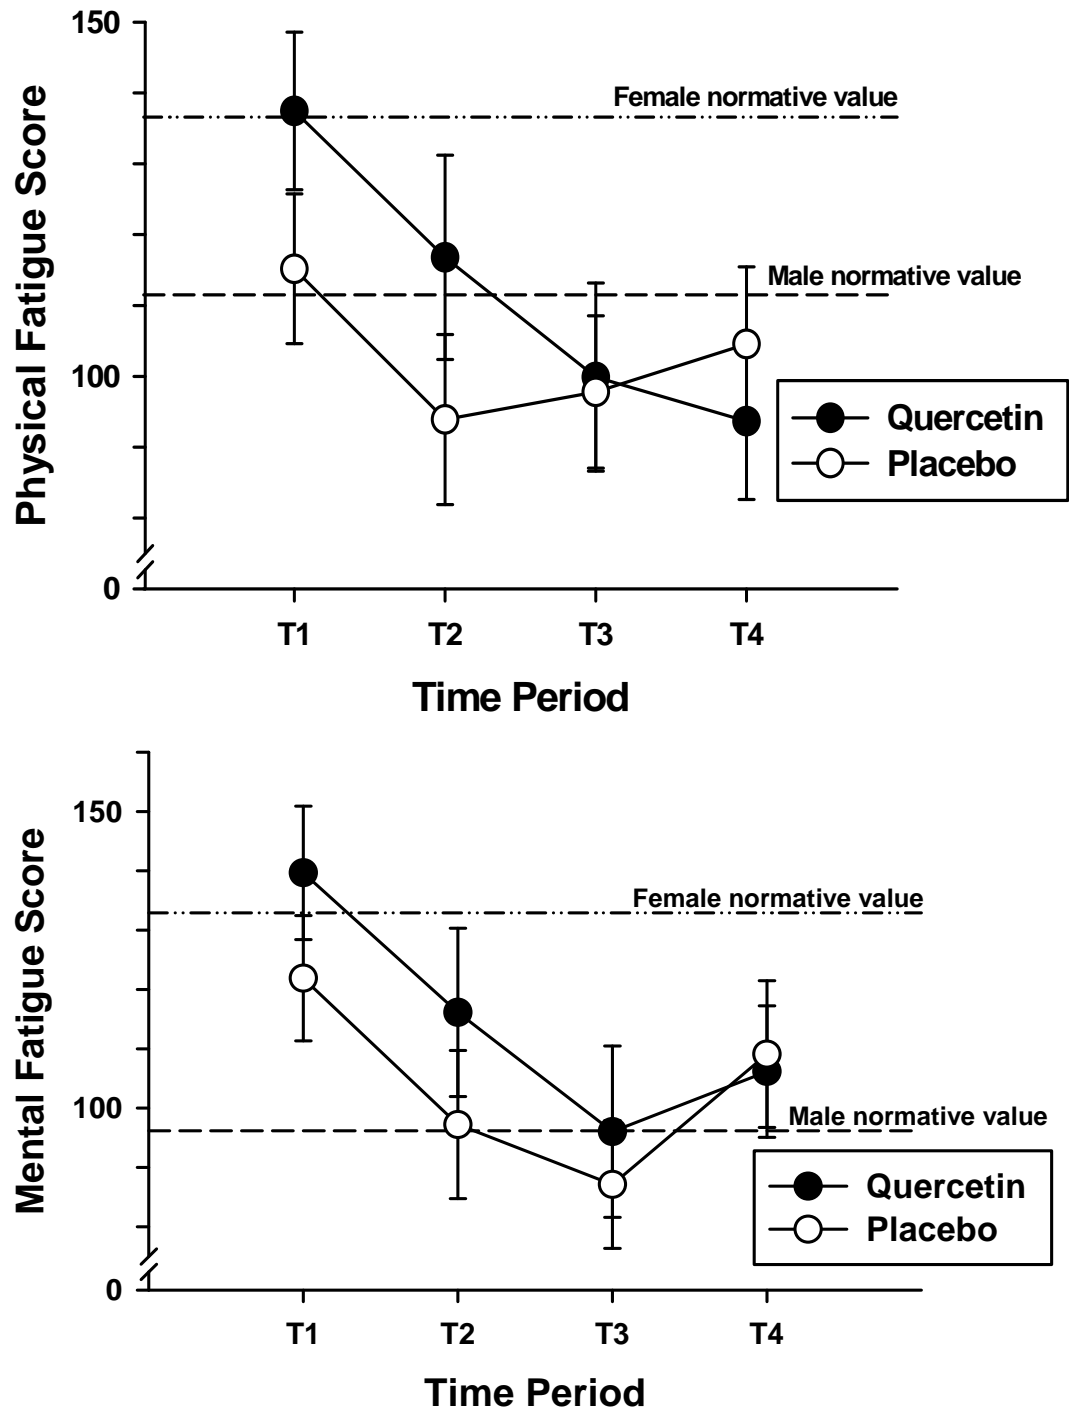 150
Female normative value
Male normative value
100
Physical Fatigue Score
Quercetin
Placebo
0
T1 T2 T3 T4
Time Period
150
Female normative value
Mental Fatigue Score
100
Male normative value
Quercetin
Placebo
0
T1 T2 T3 T4
Time Period